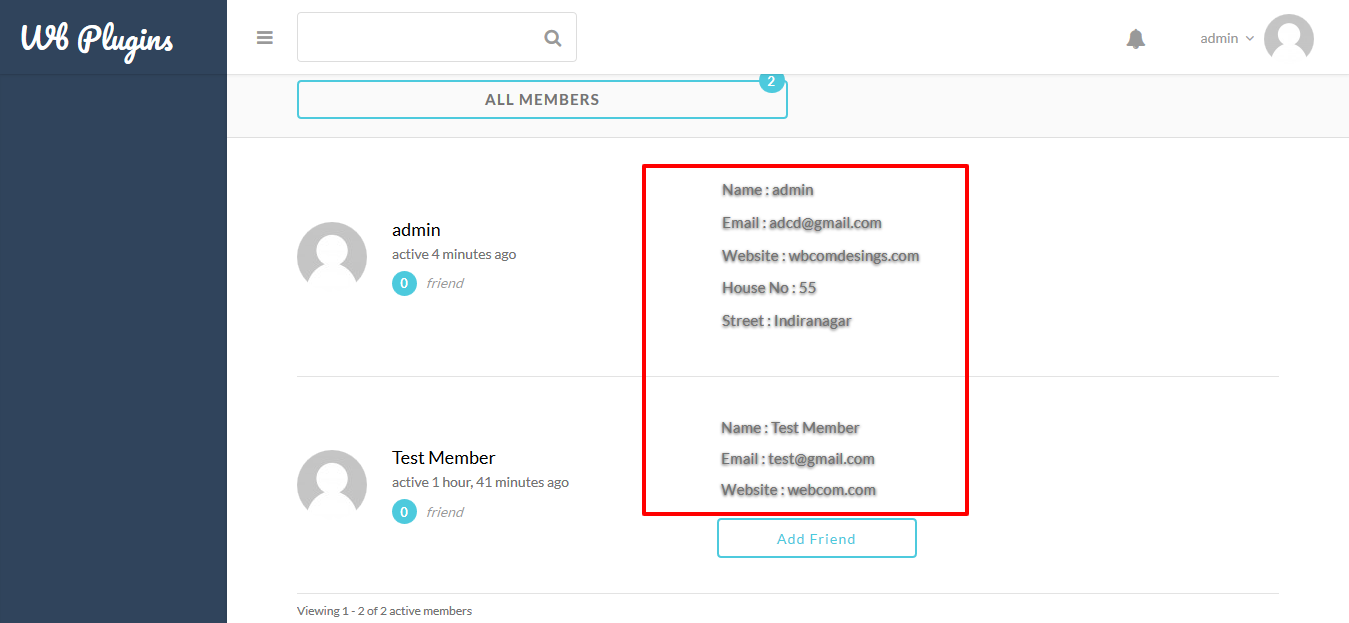 Wb Plugins
admin
ALL MEMBERS
2
admin
active 4 minutes ago
0 friend
Name : admin
Email : adcd@gmail.com
Website : wbcomdesings.com
House No : 55
Street : Indiranagar
Test Member
active 1 hour, 41 minutes ago
0 friend
Name : Test Member
Email : test@gmail.com
Website : webcom.com
Add Friend
Viewing 1 - 2 of 2 active members